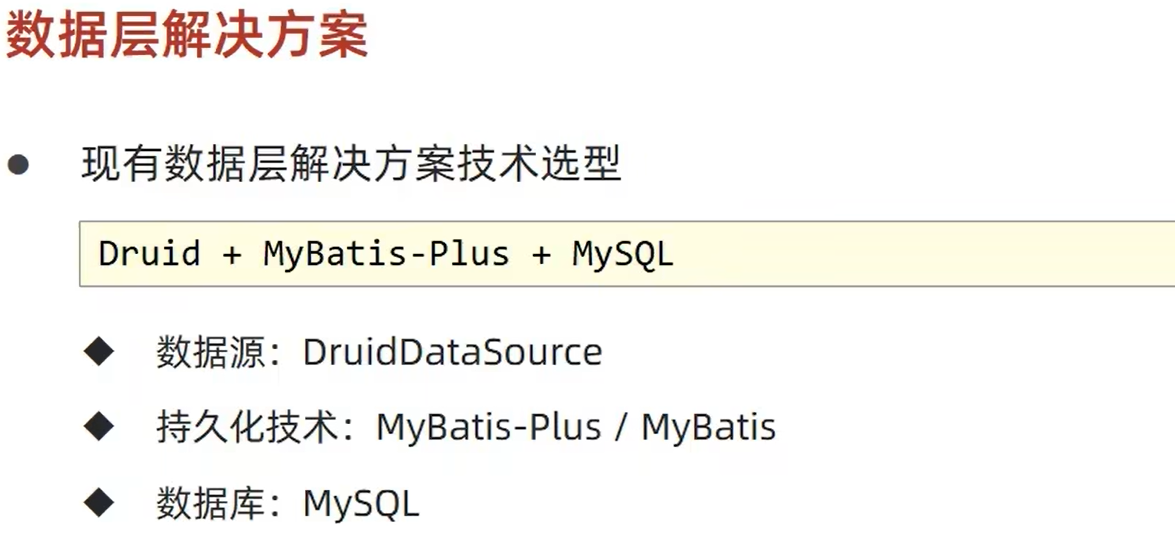 数据层解决方案
现有数据层解决方案技术选型
Druid + MyBatis-Plus + MySQL
数据源：DruidDataSource
持久化技术：MyBatis-Plus / MyBatis
数据库：MySQL